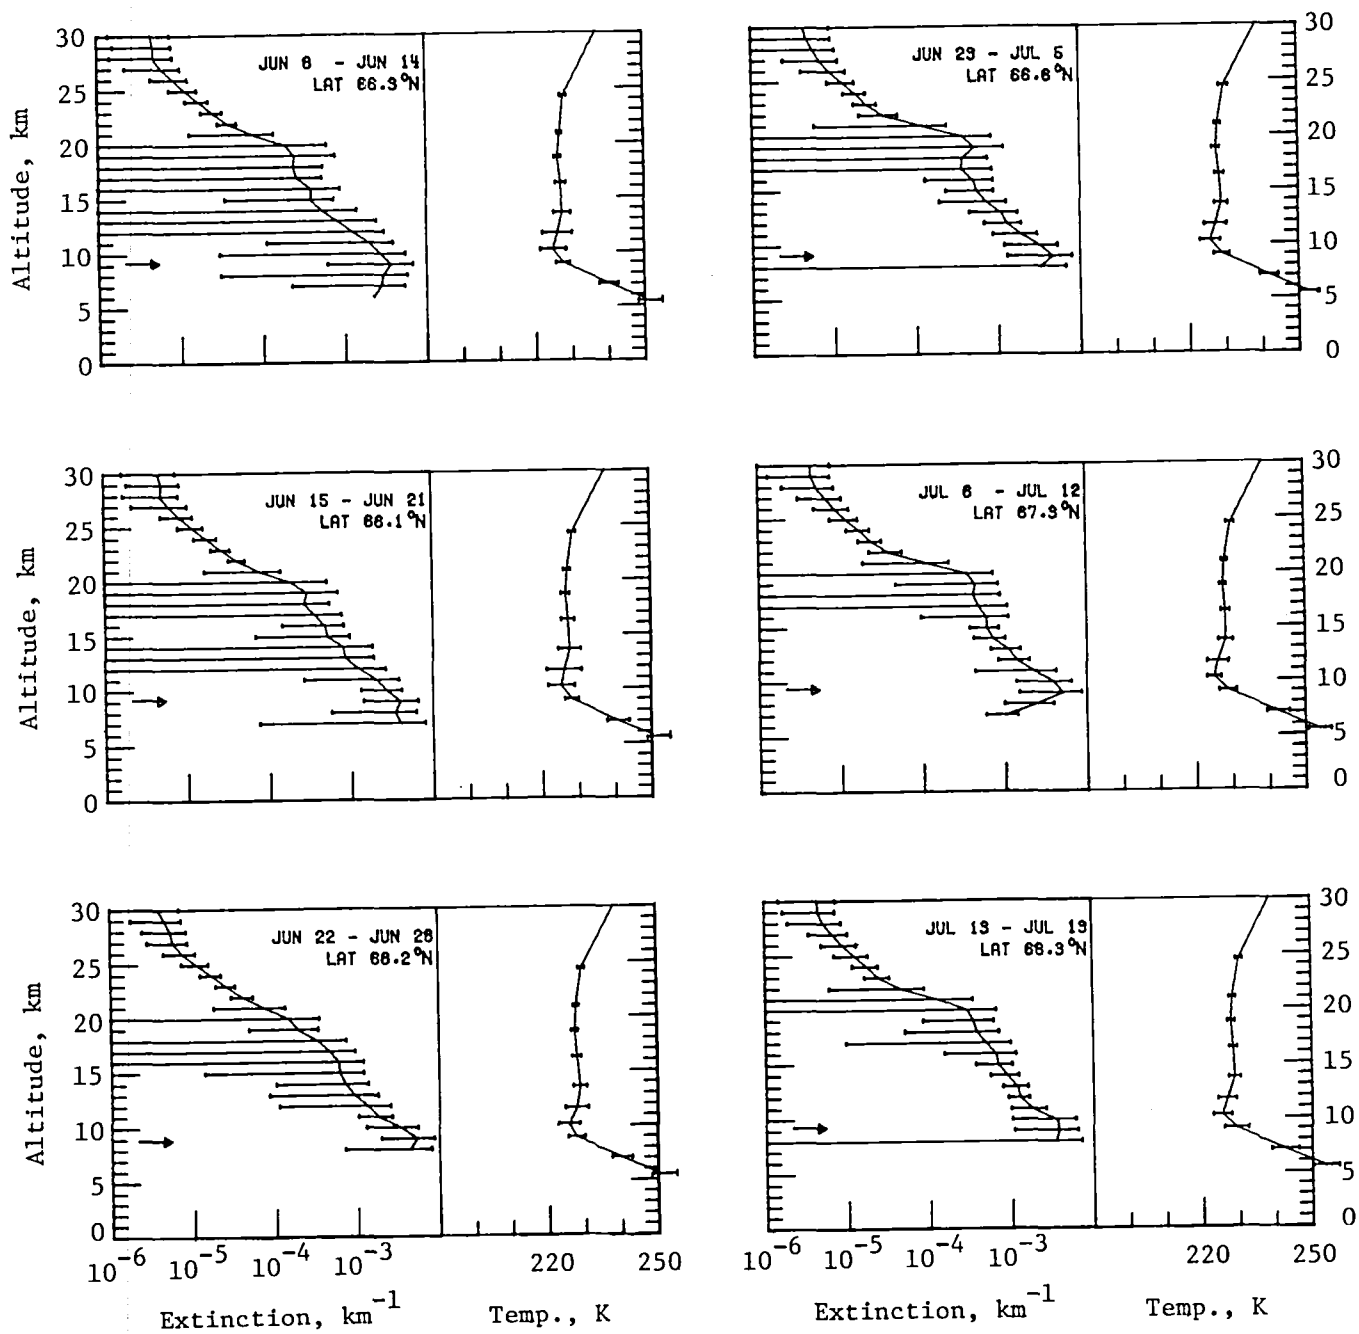 30
25
20
15
10
5
0
Altitude, km
JUN 8 - JUN 14
LAT 66.3°N
JUN 29 - JUL 5
LAT 66.6°N
30
25
20
15
10
5
0
30
25
20
15
10
5
0
Altitude, km
JUN 15 - JUN 21
LAT 66.1°N
JUL 6 - JUL 12
LAT 67.3°N
30
25
20
15
10
5
0
30
25
20
15
10
5
0
Altitude, km
JUN 22 - JUN 28
LAT 66.2°N
JUL 13 - JUL 19
LAT 68.3°N
30
25
20
15
10
5
0
10⁻⁶ 10⁻⁵ 10⁻⁴ 10⁻³ 220 250
10⁻⁶ 10⁻⁵ 10⁻⁴ 10⁻³ 220 250
Extinction, km⁻¹ Temp., K
Extinction, km⁻¹ Temp., K